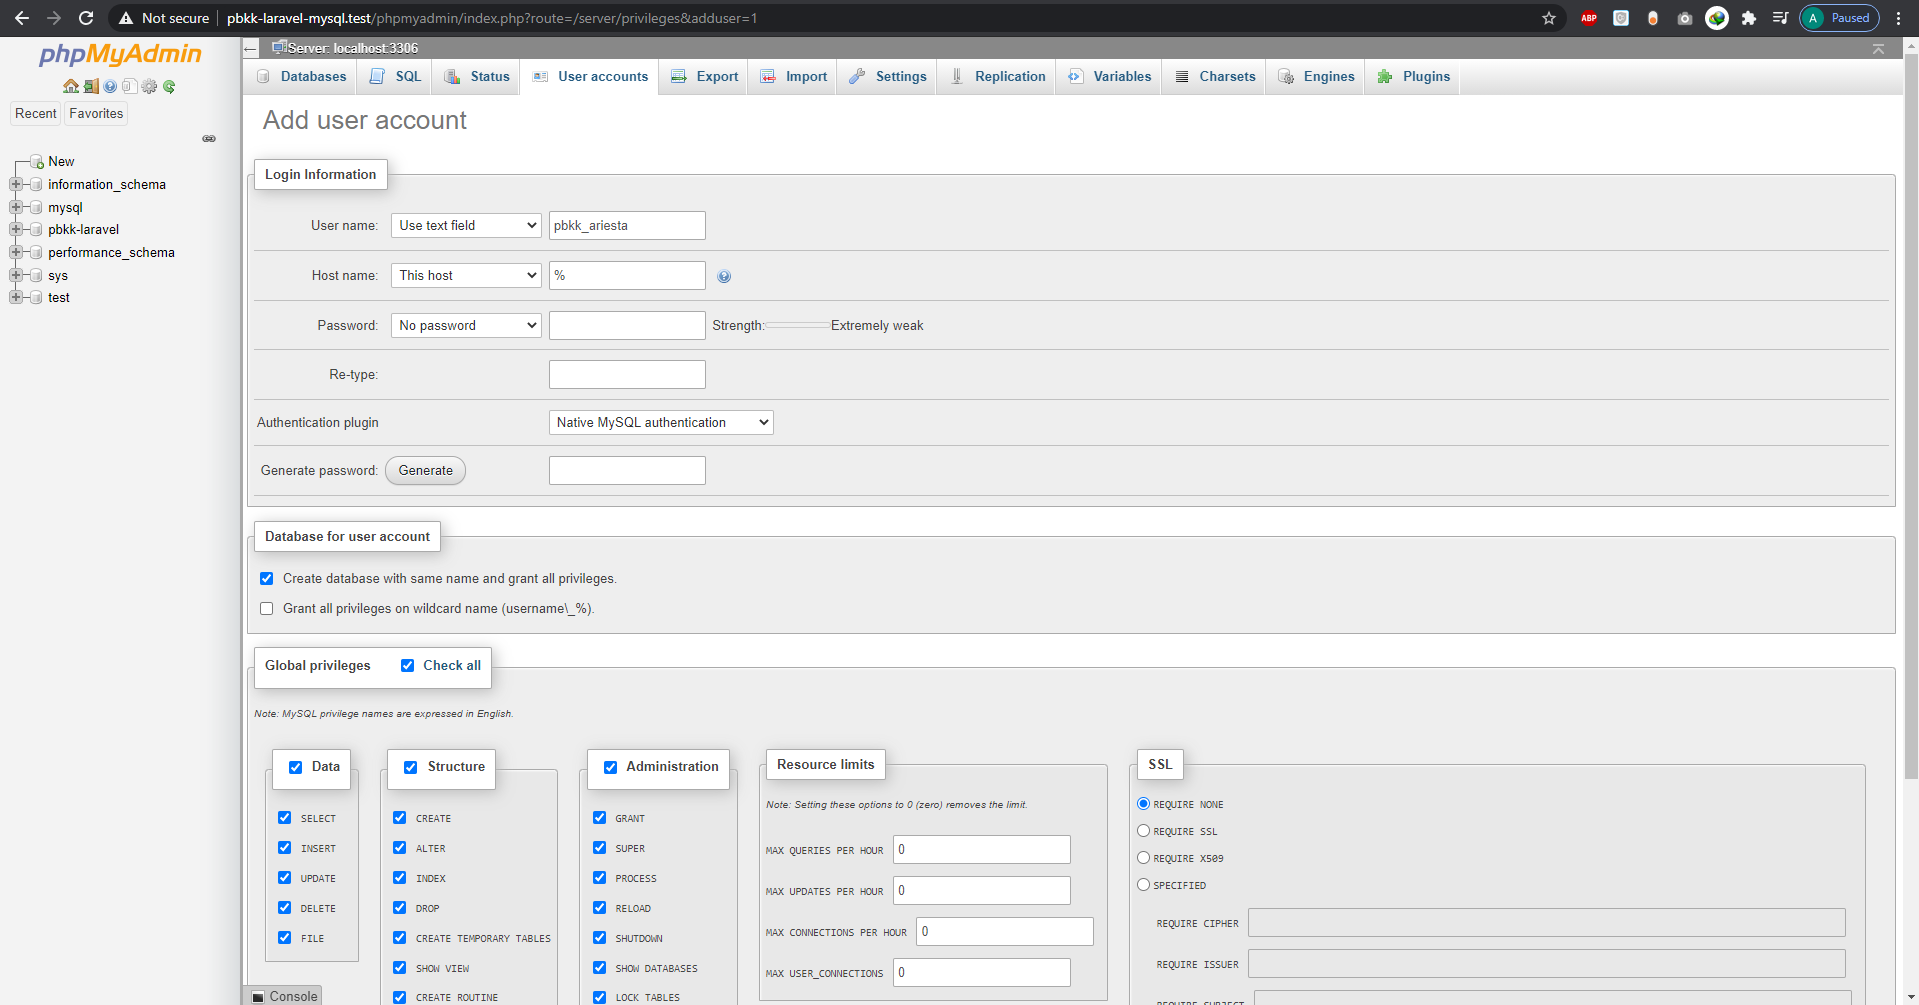 Not secure pbkk-laravel-mysql.test/phpmyadmin/index.php?route=/server/privileges&adduser=1
ABP
A Paused
phpMyAdmin
Recent Favorites
New
information_schema
mysql
pbkk-laravel
performance_schema
sys
test
Server: localhost:3306
Databases SQL Status User accounts Export Import Settings Replication Variables Charsets Engines Plugins
Add user account
Login Information
User name: Use text field pbkk_ariesta
Host name: This host %
Password: No password Strength: Extremely weak
Re-type:
Authentication plugin Native MySQL authentication
Generate password: Generate
Database for user account
Create database with same name and grant all privileges.
Grant all privileges on wildcard name (username\_%).
Global privileges Check all
Note: MySQL privilege names are expressed in English.
Data
SELECT
INSERT
UPDATE
DELETE
FILE
Structure
CREATE
ALTER
INDEX
DROP
CREATE TEMPORARY TABLES
SHOW VIEW
CREATE ROUTINE
Administration
GRANT
SUPER
PROCESS
RELOAD
SHUTDOWN
SHOW DATABASES
LOCK TABLES
Resource limits
Note: Setting these options to 0 (zero) removes the limit.
MAX QUERIES PER HOUR 0
MAX UPDATES PER HOUR 0
MAX CONNECTIONS PER HOUR 0
MAX USER_CONNECTIONS 0
SSL
REQUIRE NONE
REQUIRE SSL
REQUIRE X509
SPECIFIED
REQUIRE CIPHER
REQUIRE ISSUER
REQUIRE SUBJECT
Console